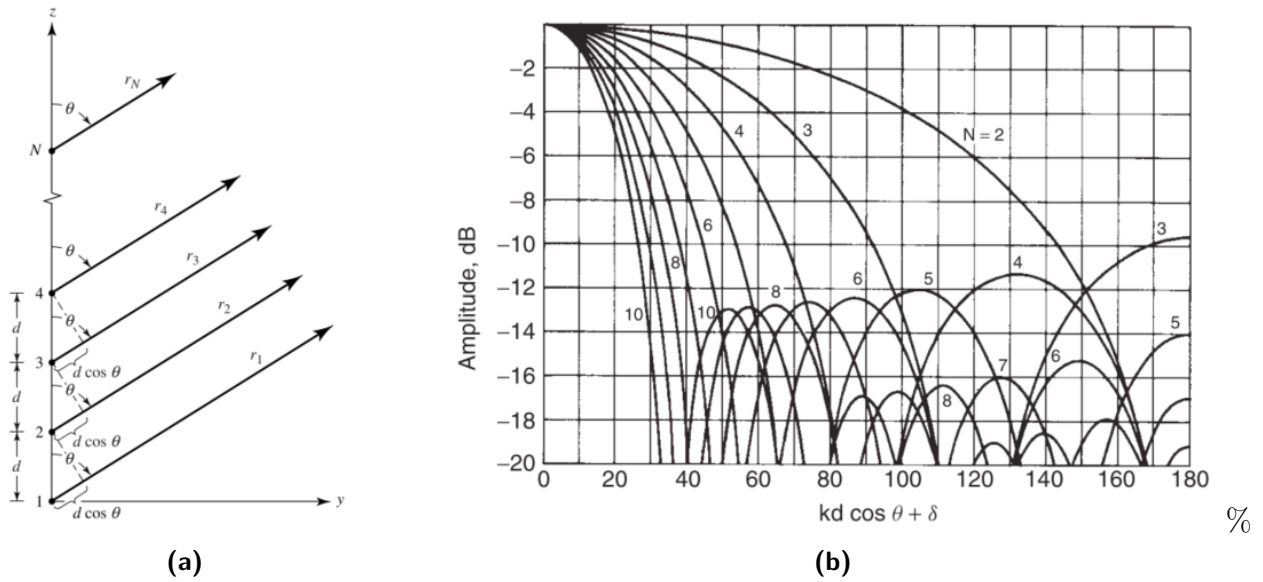 z
r_N
θ
N
r_4
θ
r_3
4
θ
r_2
d
3
d cos θ
r_1
θ
d
2
d cos θ
θ
d
1
d cos θ
y
(a)
Amplitude, dB
−2
−4
−6
−8
−10
−12
−14
−16
−18
−20
0
20
40
60
80
100
120
140
160
180
kd cos θ + δ
N = 2
3
4
6
8
10
10
8
6
5
4
3
5
7
6
8
%
(b)